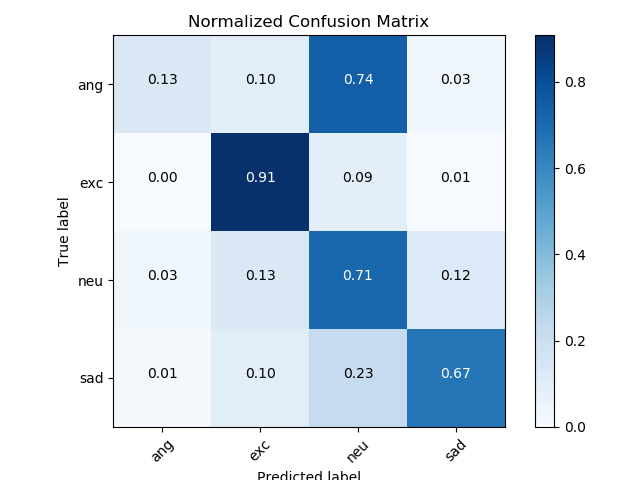 Normalized Confusion Matrix
ang 0.13 0.10 0.74 0.03
exc 0.00 0.91 0.09 0.01
neu 0.03 0.13 0.71 0.12
sad 0.01 0.10 0.23 0.67
ang exc neu sad
True label
Predicted label
0.8
0.6
0.4
0.2
0.0